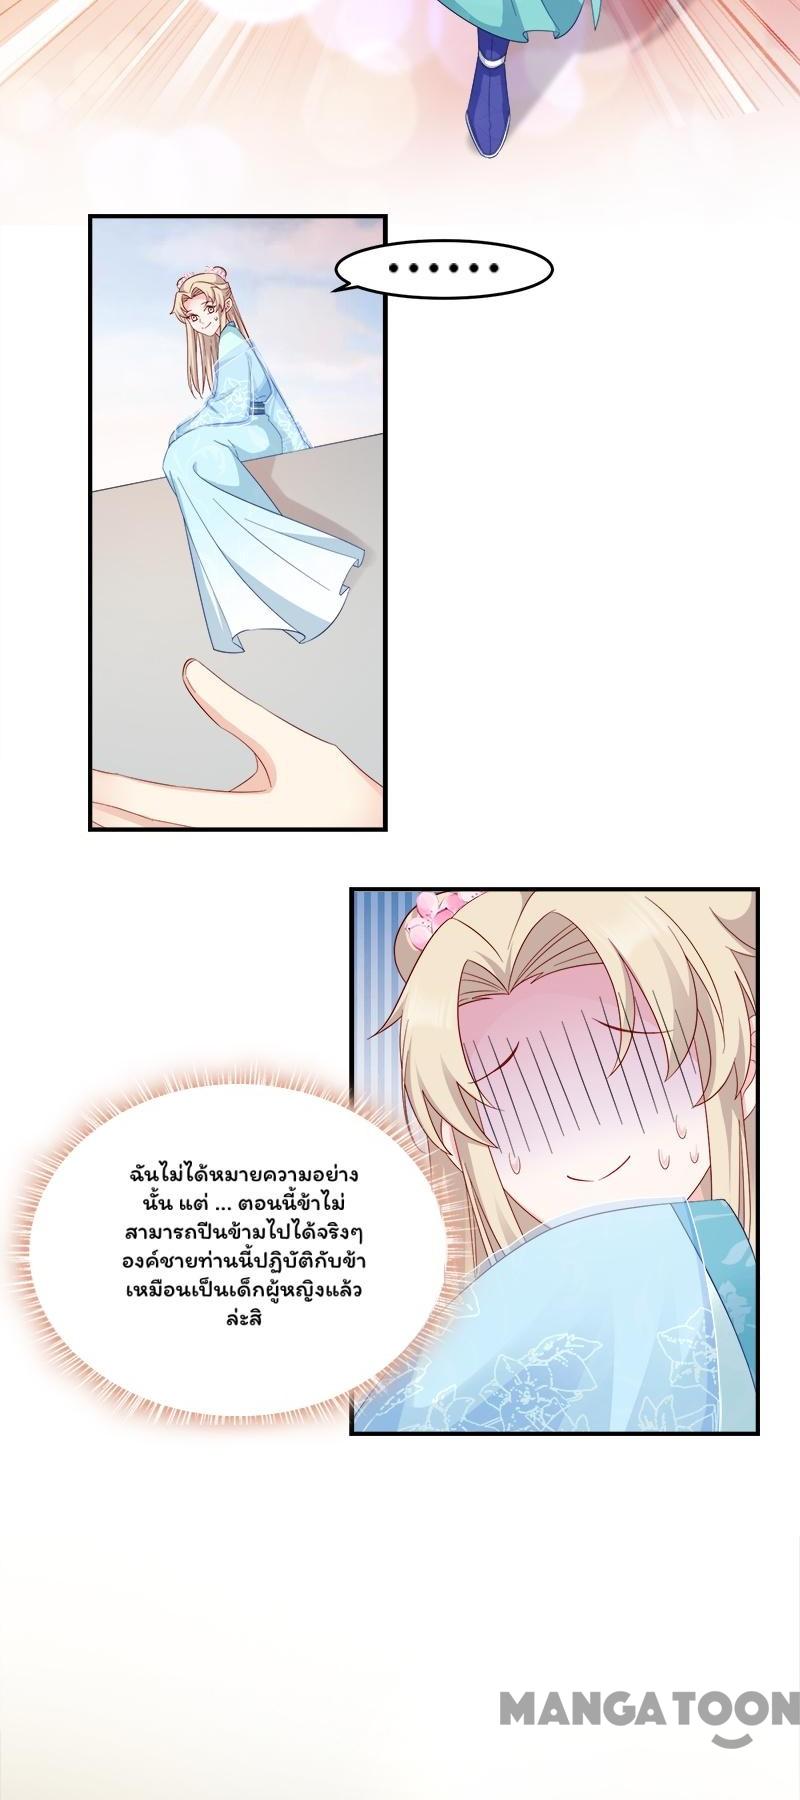 ......
ฉันไม่ได้หมายความอย่าง
นั้น แต่ ... ตอนนี้ข้าไม่
สามารถปีนข้ามไปได้จริงๆ
องค์ชายท่านนี้ปฏิบัติกับข้า
เหมือนเป็นเด็กผู้หญิงแล้ว
ล่ะสิ
MANGATOON